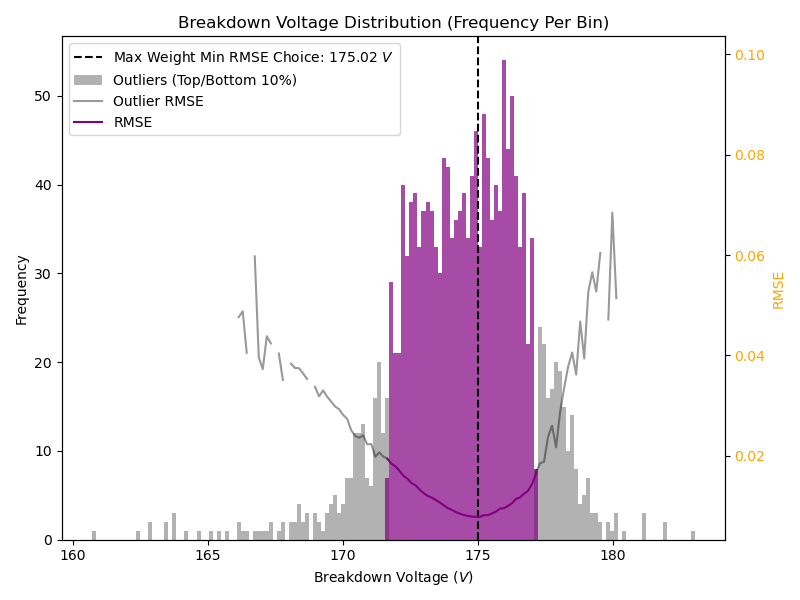 Breakdown Voltage Distribution (Frequency Per Bin)
Max Weight Min RMSE Choice: 175.02 V
Outliers (Top/Bottom 10%)
Outlier RMSE
RMSE
Frequency
0
10
20
30
40
50
160
165
170
175
180
Breakdown Voltage (V)
0.10
0.08
0.06
0.04
0.02
RMSE